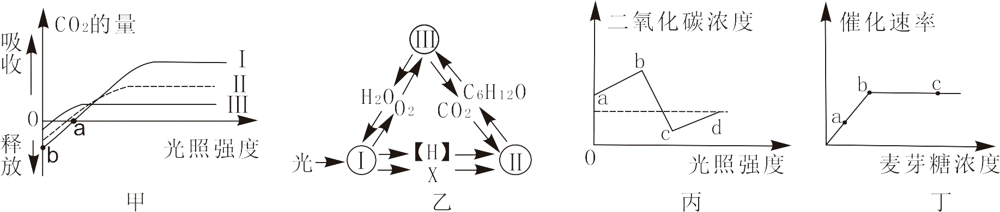 CO₂的量
吸收
I
II
III
0
a
释放
b
光照强度
甲
III
H₂O
O₂
C₆H₁₂O
CO₂
光
I
【H】
X
II
乙
二氧化碳浓度
b
a
c
d
0
光照强度
丙
催化速率
b
c
a
麦芽糖浓度
丁